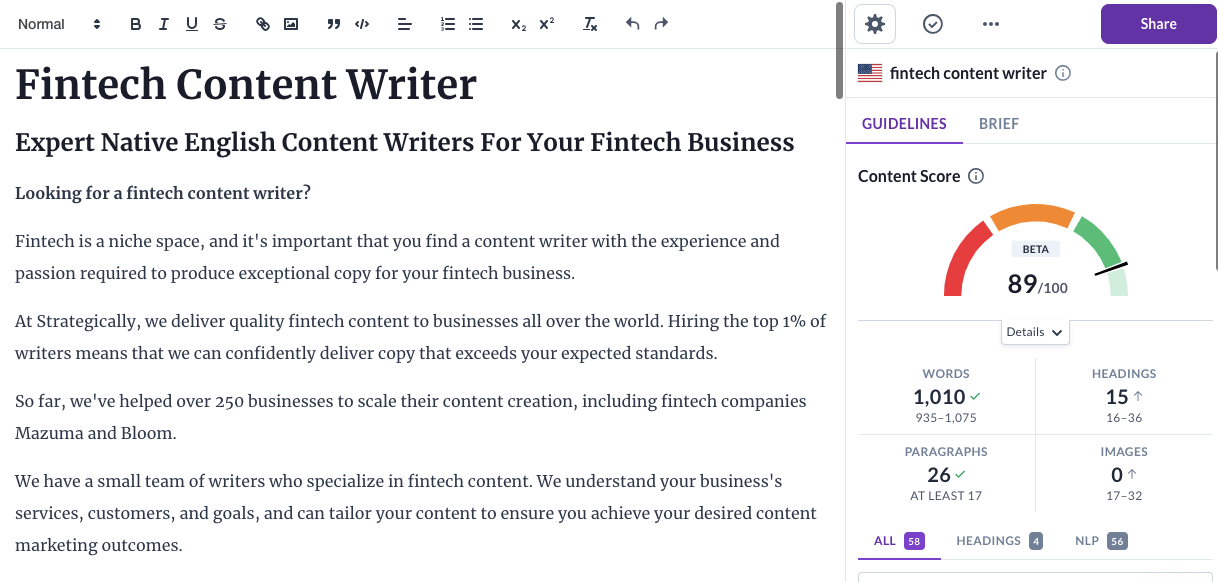 Normal
B I U S
Share
Fintech Content Writer
Expert Native English Content Writers For Your Fintech Business
Looking for a fintech content writer?
Fintech is a niche space, and it's important that you find a content writer with the experience and
passion required to produce exceptional copy for your fintech business.
At Strategically, we deliver quality fintech content to businesses all over the world. Hiring the top 1% of
writers means that we can confidently deliver copy that exceeds your expected standards.
So far, we've helped over 250 businesses to scale their content creation, including fintech companies
Mazuma and Bloom.
We have a small team of writers who specialize in fintech content. We understand your business's
services, customers, and goals, and can tailor your content to ensure you achieve your desired content
marketing outcomes.
fintech content writer
GUIDELINES BRIEF
Content Score
BETA
89/100
Details
WORDS
1,010
935–1,075
HEADINGS
15
16–36
PARAGRAPHS
26
AT LEAST 17
IMAGES
0
17–32
ALL 58 HEADINGS 4 NLP 56